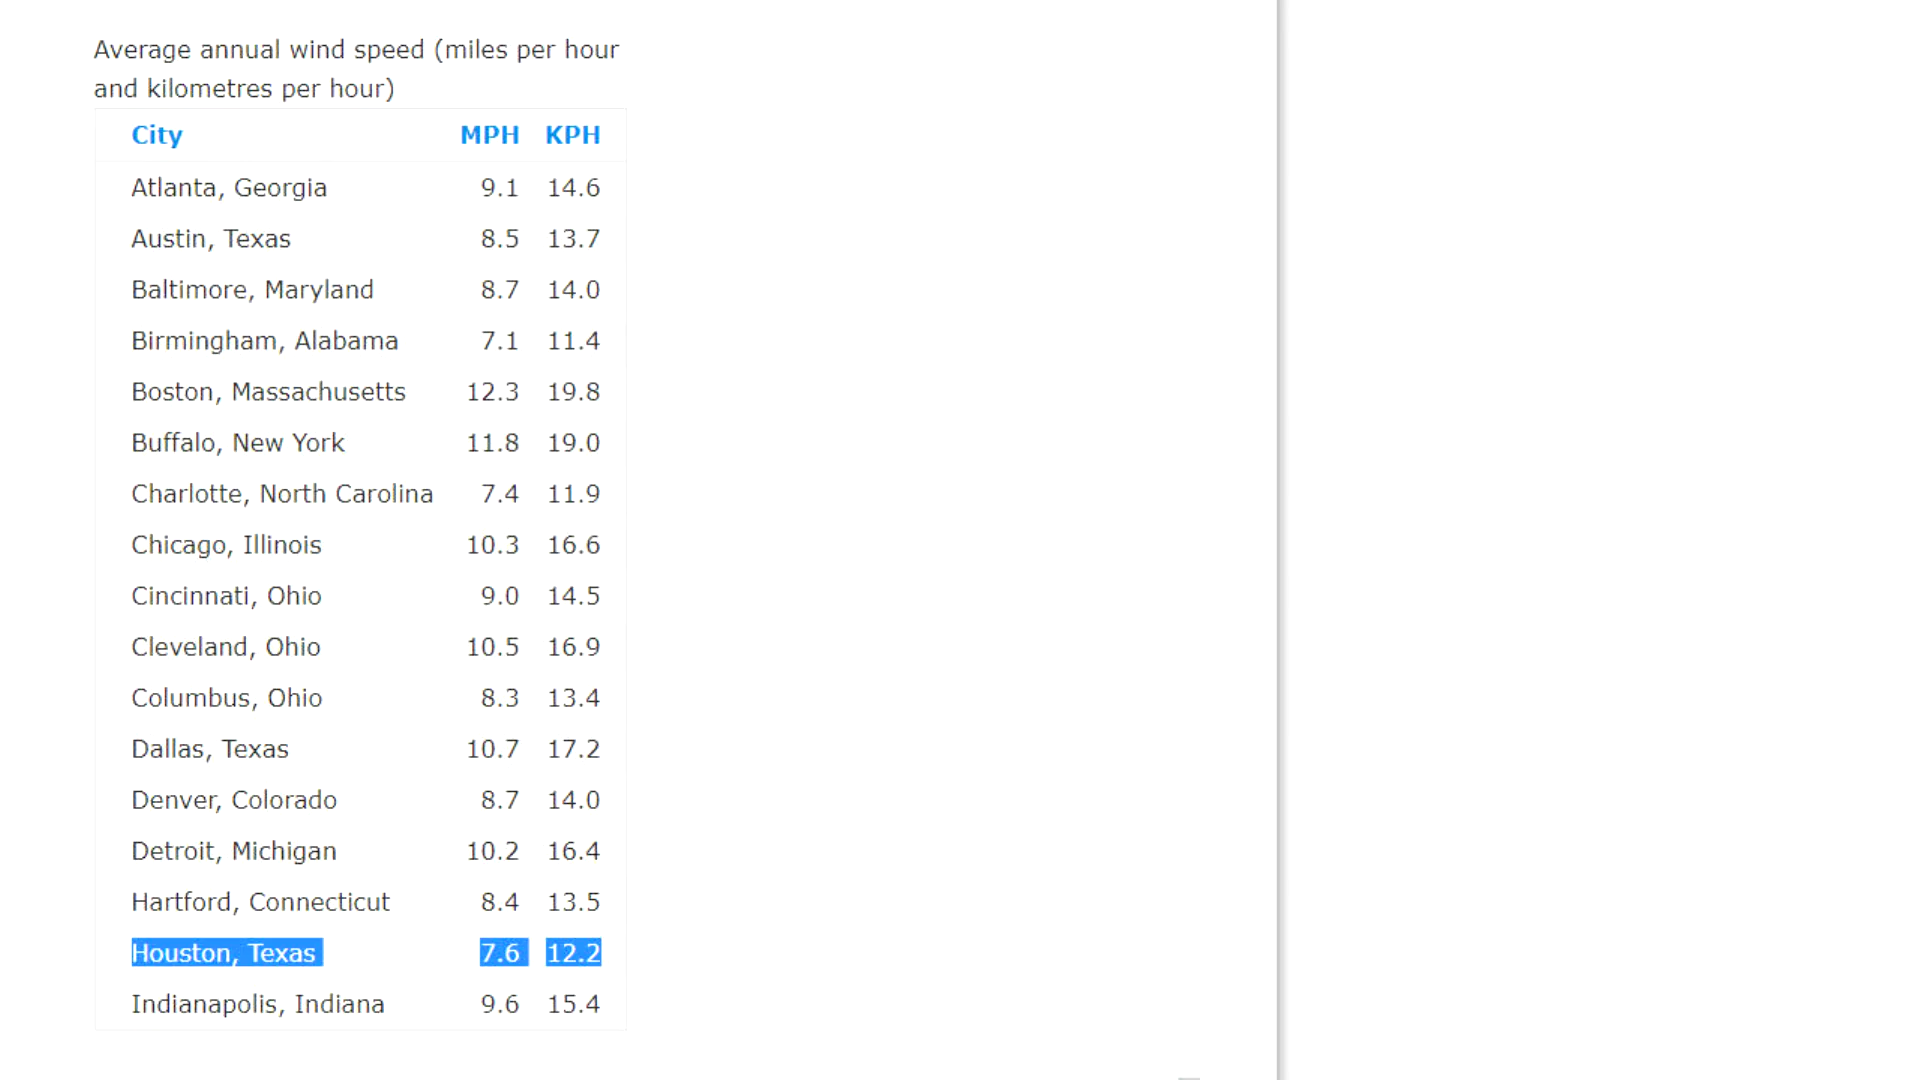 Average annual wind speed (miles per hour
and kilometres per hour)
City MPH KPH
Atlanta, Georgia 9.1 14.6
Austin, Texas 8.5 13.7
Baltimore, Maryland 8.7 14.0
Birmingham, Alabama 7.1 11.4
Boston, Massachusetts 12.3 19.8
Buffalo, New York 11.8 19.0
Charlotte, North Carolina 7.4 11.9
Chicago, Illinois 10.3 16.6
Cincinnati, Ohio 9.0 14.5
Cleveland, Ohio 10.5 16.9
Columbus, Ohio 8.3 13.4
Dallas, Texas 10.7 17.2
Denver, Colorado 8.7 14.0
Detroit, Michigan 10.2 16.4
Hartford, Connecticut 8.4 13.5
Houston, Texas 7.6 12.2
Indianapolis, Indiana 9.6 15.4